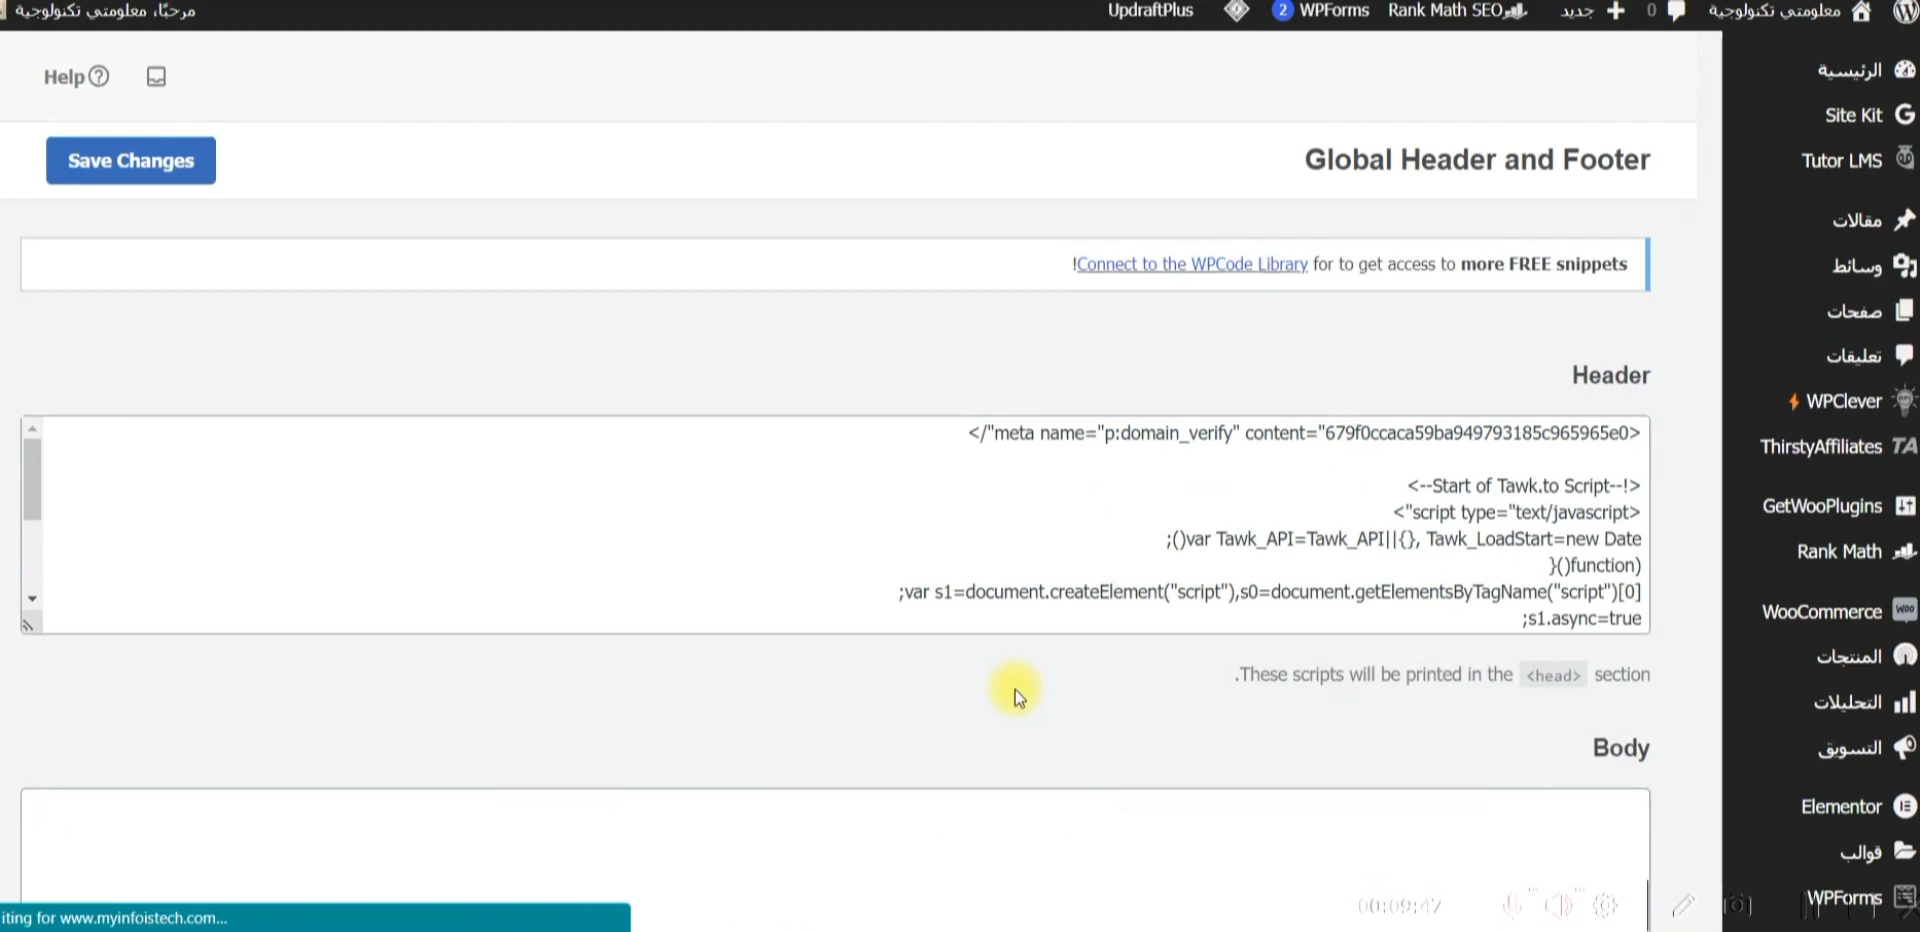 مرحبًا، معلومتي تكنولوجية
UpdraftPlus
2 WPForms
Rank Math SEO
جديد
0
معلومتي تكنولوجية
Help
Save Changes
Global Header and Footer
!Connect to the WPCode Library for to get access to more FREE snippets
Header
</"meta name="p:domain_verify" content="679f0ccaca59ba949793185c965965e0>
<--Start of Tawk.to Script--!>
<"script type="text/javascript>
;()var Tawk_API=Tawk_API||{}, Tawk_LoadStart=new Date
}()function)
;var s1=document.createElement("script"),s0=document.getElementsByTagName("script")[0]
;s1.async=true
.These scripts will be printed in the <head> section
Body
الرئيسية
Site Kit
Tutor LMS
مقالات
وسائط
صفحات
تعليقات
WPClever
ThirstyAffiliates TA
GetWooPlugins
Rank Math
WooCommerce Woo
المنتجات
التحليلات
التسويق
Elementor
قوالب
WPForms
iting for www.myinfoistech.com...
00:09:47